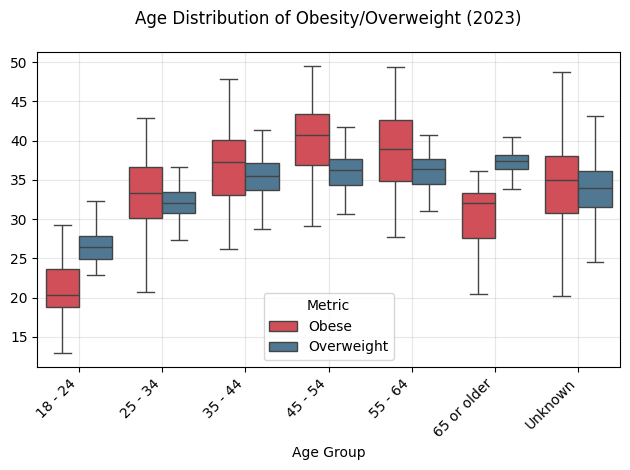 Age Distribution of Obesity/Overweight (2023)
50
45
40
35
30
25
20
15
Metric
Obese
Overweight
18 - 24
25 - 34
35 - 44
45 - 54
55 - 64
65 or older
Unknown
Age Group